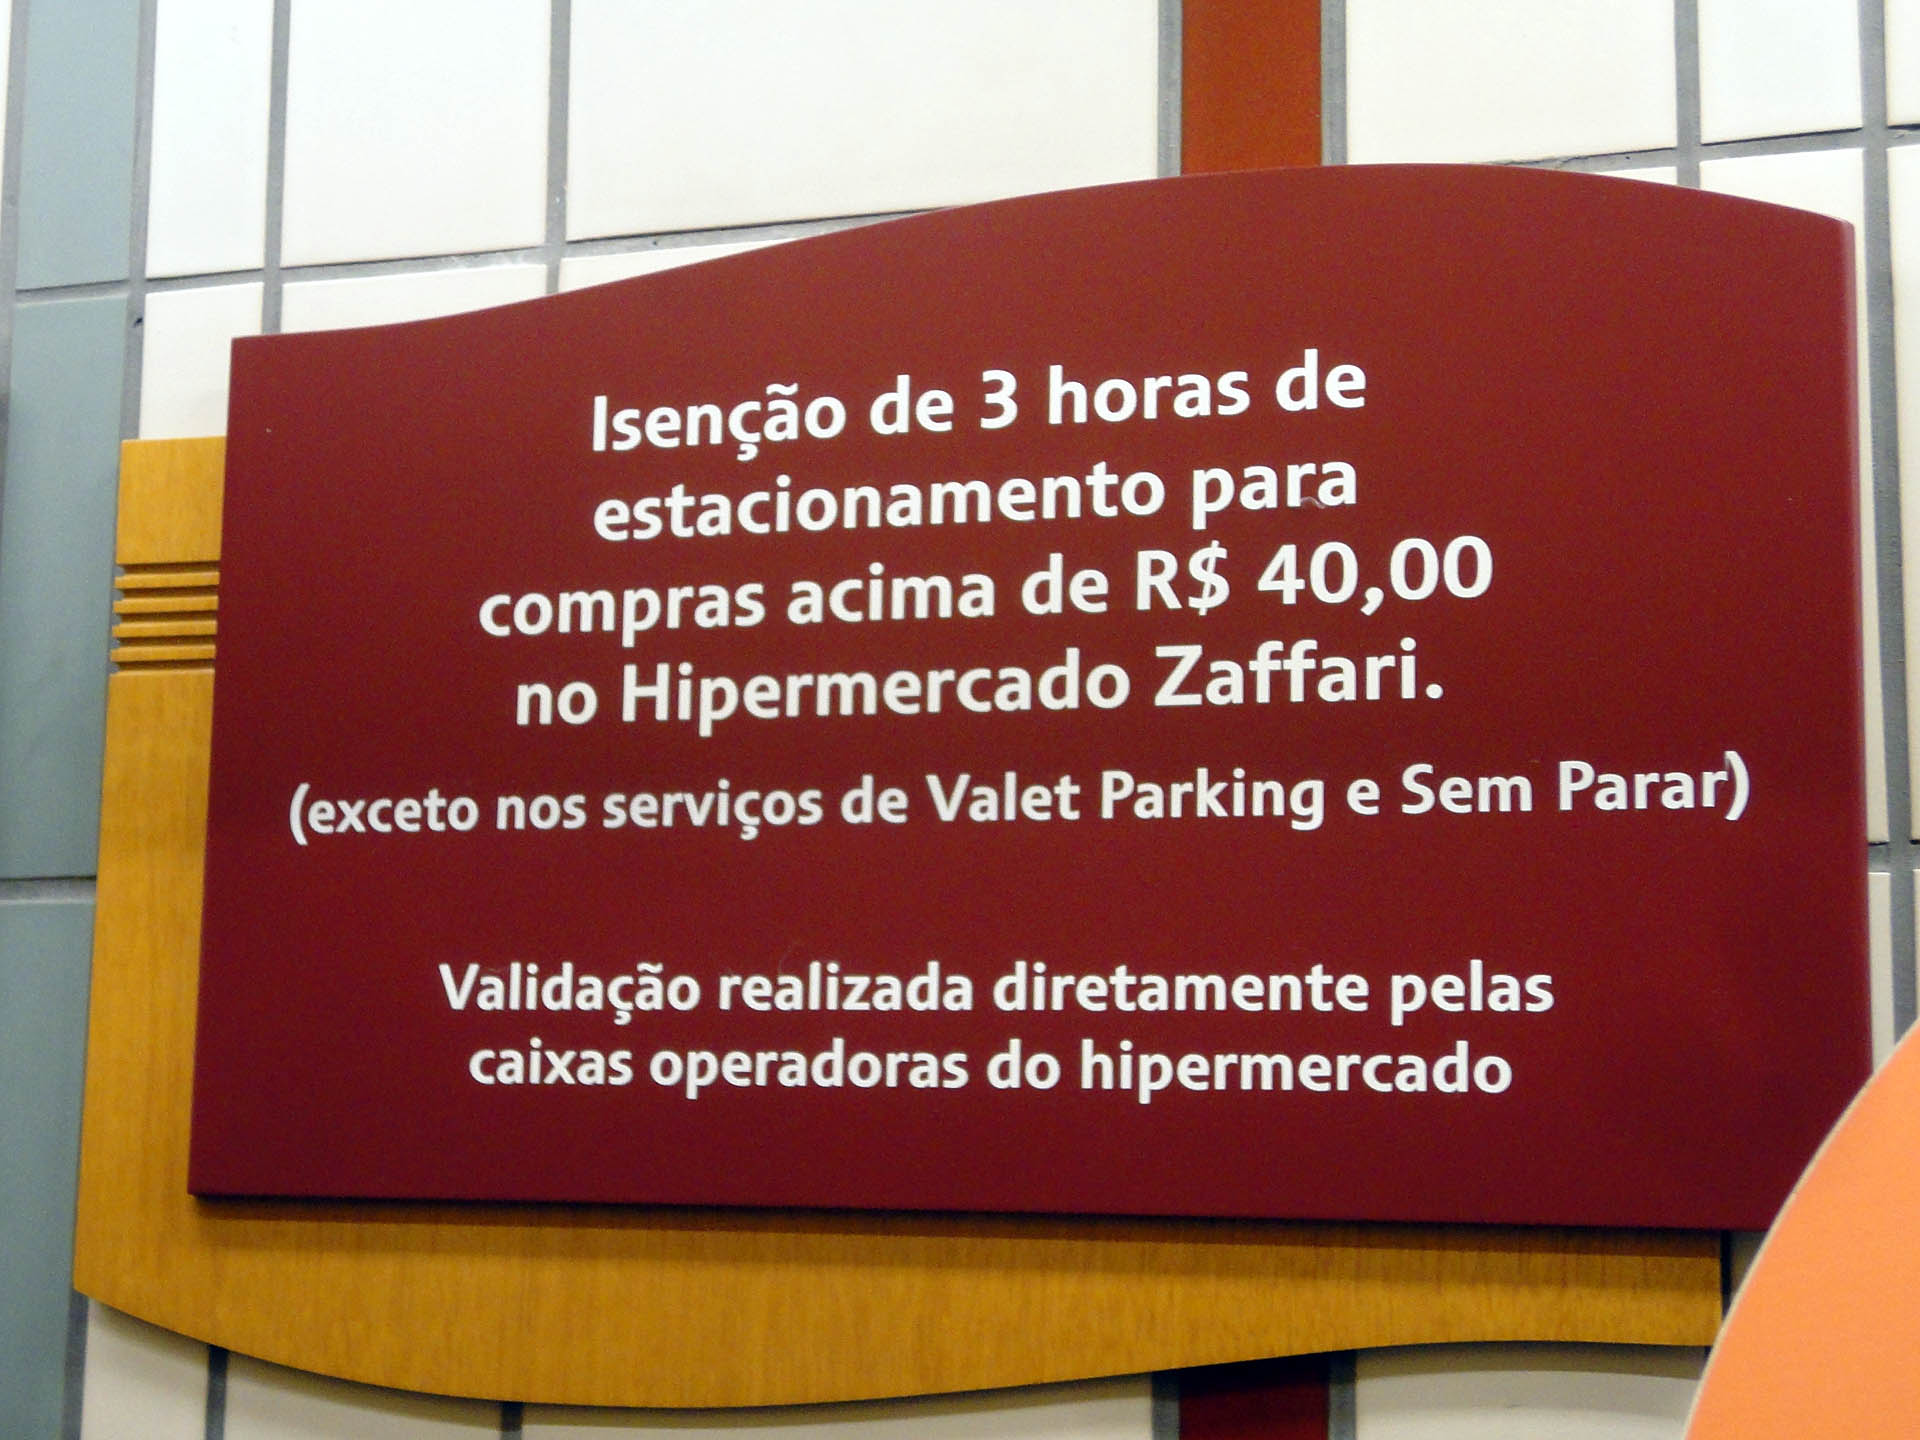 Isenção de 3 horas de
estacionamento para
compras acima de R$ 40,00
no Hipermercado Zaffari.
(exceto nos serviços de Valet Parking e Sem Parar)
Validação realizada diretamente pelas
caixas operadoras do hipermercado